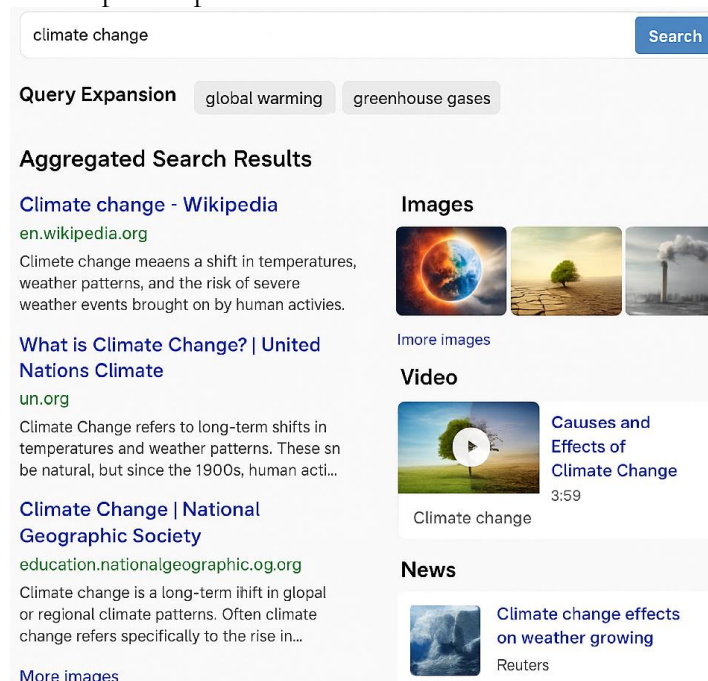 climate change
Search
Query Expansion
global warming
greenhouse gases
Aggregated Search Results
Climate change - Wikipedia
en.wikipedia.org
Climete change meaens a shift in temperatures,
weather patterns, and the risk of severe
weather events brought on by human activies.
What is Climate Change? | United
Nations Climate
un.org
Climate Change refers to long-term shifts in
temperatures and weather patterns. These sn
be natural, but since the 1900s, human acti...
Climate Change | National
Geographic Society
education.nationalgeographic.og.org
Climate change is a long-term ihift in glopal
or regional climate patterns. Often climate
change refers specifically to the rise in...
More images
Images
Imore images
Video
Causes and
Effects of
Climate Change
3:59
Climate change
News
Climate change effects
on weather growing
Reuters